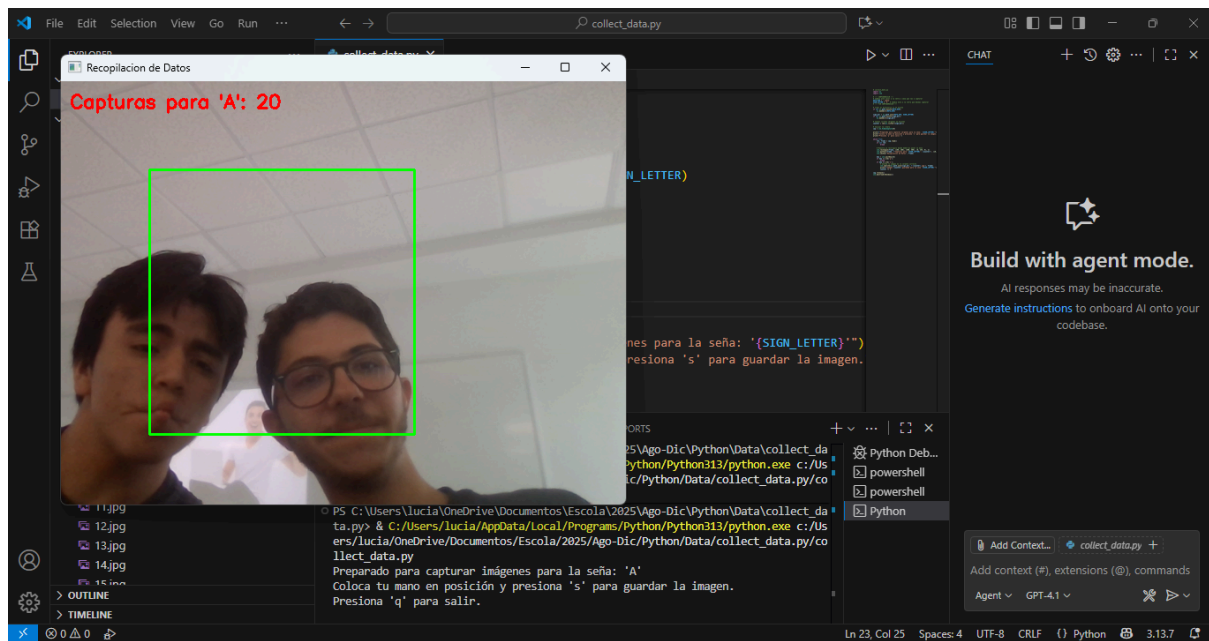 File Edit Selection View Go Run ··· collect_data.py
EXPLORER ··· collect_data.py CHAT
Recopilacion de Datos
Capturas para 'A': 20
N_LETTER)
Build with agent mode.
AI responses may be inaccurate.
Generate instructions to onboard AI onto your
codebase.
nes para la seña: '{SIGN_LETTER}'")
resiona 's' para guardar la imagen.
ORTS
25\Ago-Dic\Python\Data\collect_da
Python/Python313/python.exe c:/Us
ic/Python/Data/collect_data.py/co
PS C:\Users\lucia\OneDrive\Documentos\Escola\2025\Ago-Dic\Python\Data\collect_da
ta.py> & C:/Users/lucia/AppData/Local/Programs/Python/Python313/python.exe c:/Us
ers/lucia/OneDrive/Documentos/Escola/2025/Ago-Dic/Python/Data/collect_data.py/co
llect_data.py
Preparado para capturar imágenes para la seña: 'A'
Coloca tu mano en posición y presiona 's' para guardar la imagen.
Presiona 'q' para salir.
Python Deb...
powershell
powershell
Python
11.jpg
12.jpg
13.jpg
14.jpg
15.jpg
OUTLINE
TIMELINE
Add Context... collect_data.py
Add context (#), extensions (@), commands
Agent GPT-4.1
0 0 Ln 23, Col 25 Spaces: 4 UTF-8 CRLF {} Python 3.13.7